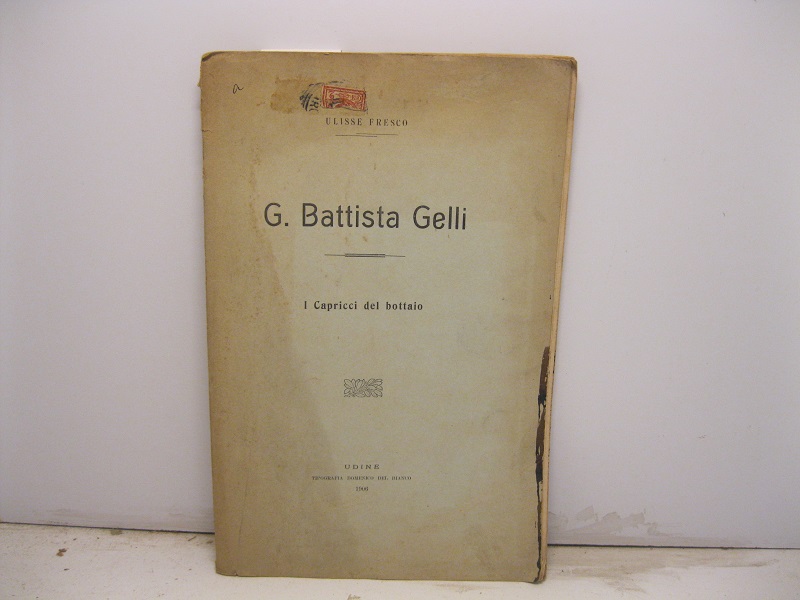 a
ULISSE FRESCO
G. Battista Gelli
I Capricci del bottaio
UDINE
TIPOGRAFIA DOMENICO DEL BIANCO
1906